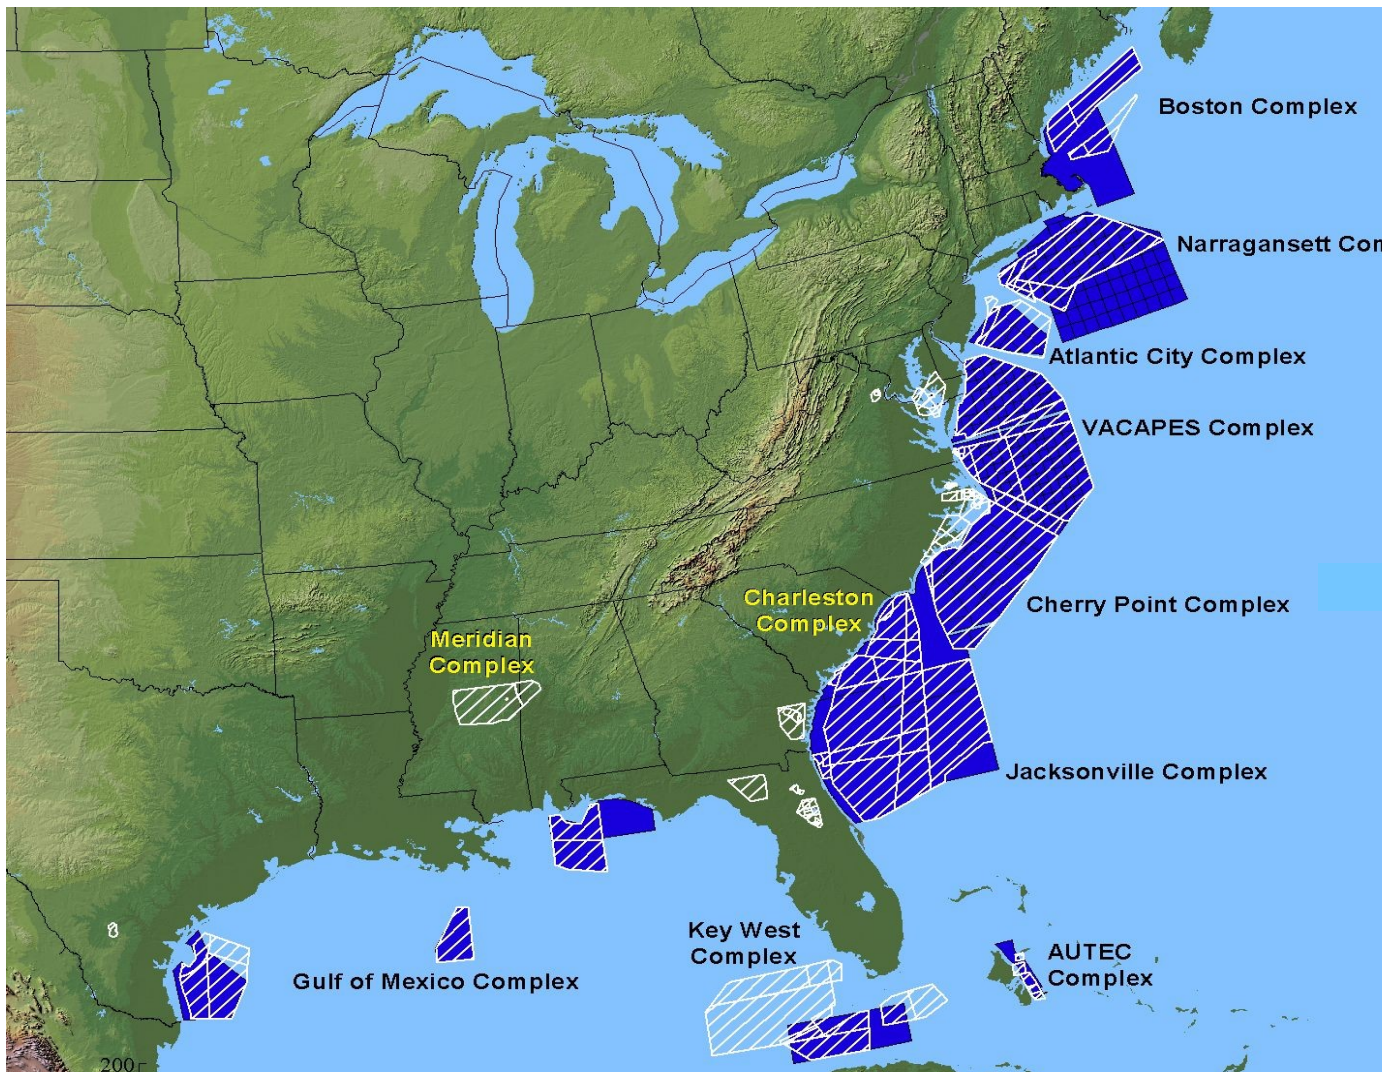 Boston Complex
Narragansett Com
Atlantic City Complex
VACAPES Complex
Charleston
Complex
Cherry Point Complex
Meridian
Complex
Jacksonville Complex
Key West
Complex
AUTEC
Complex
Gulf of Mexico Complex
200